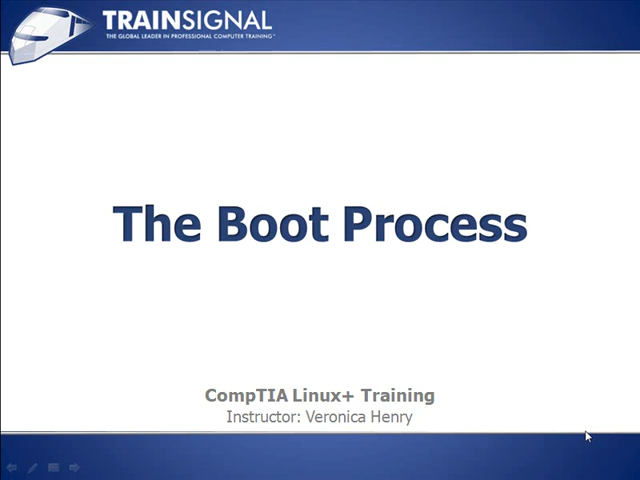 TRAINSIGNAL
THE GLOBAL LEADER IN PROFESSIONAL COMPUTER TRAINING
The Boot Process
CompTIA Linux+ Training
Instructor: Veronica Henry